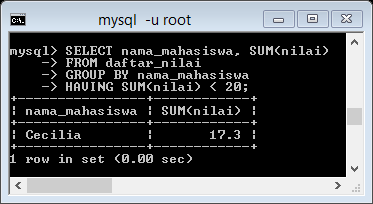 mysql -u root
mysql> SELECT nama_mahasiswa, SUM(nilai)
    -> FROM daftar_nilai
    -> GROUP BY nama_mahasiswa
    -> HAVING SUM(nilai) < 20;
+----------------+------------+
| nama_mahasiswa | SUM(nilai) |
+----------------+------------+
| Cecilia        |       17.3 |
+----------------+------------+
1 row in set (0.00 sec)